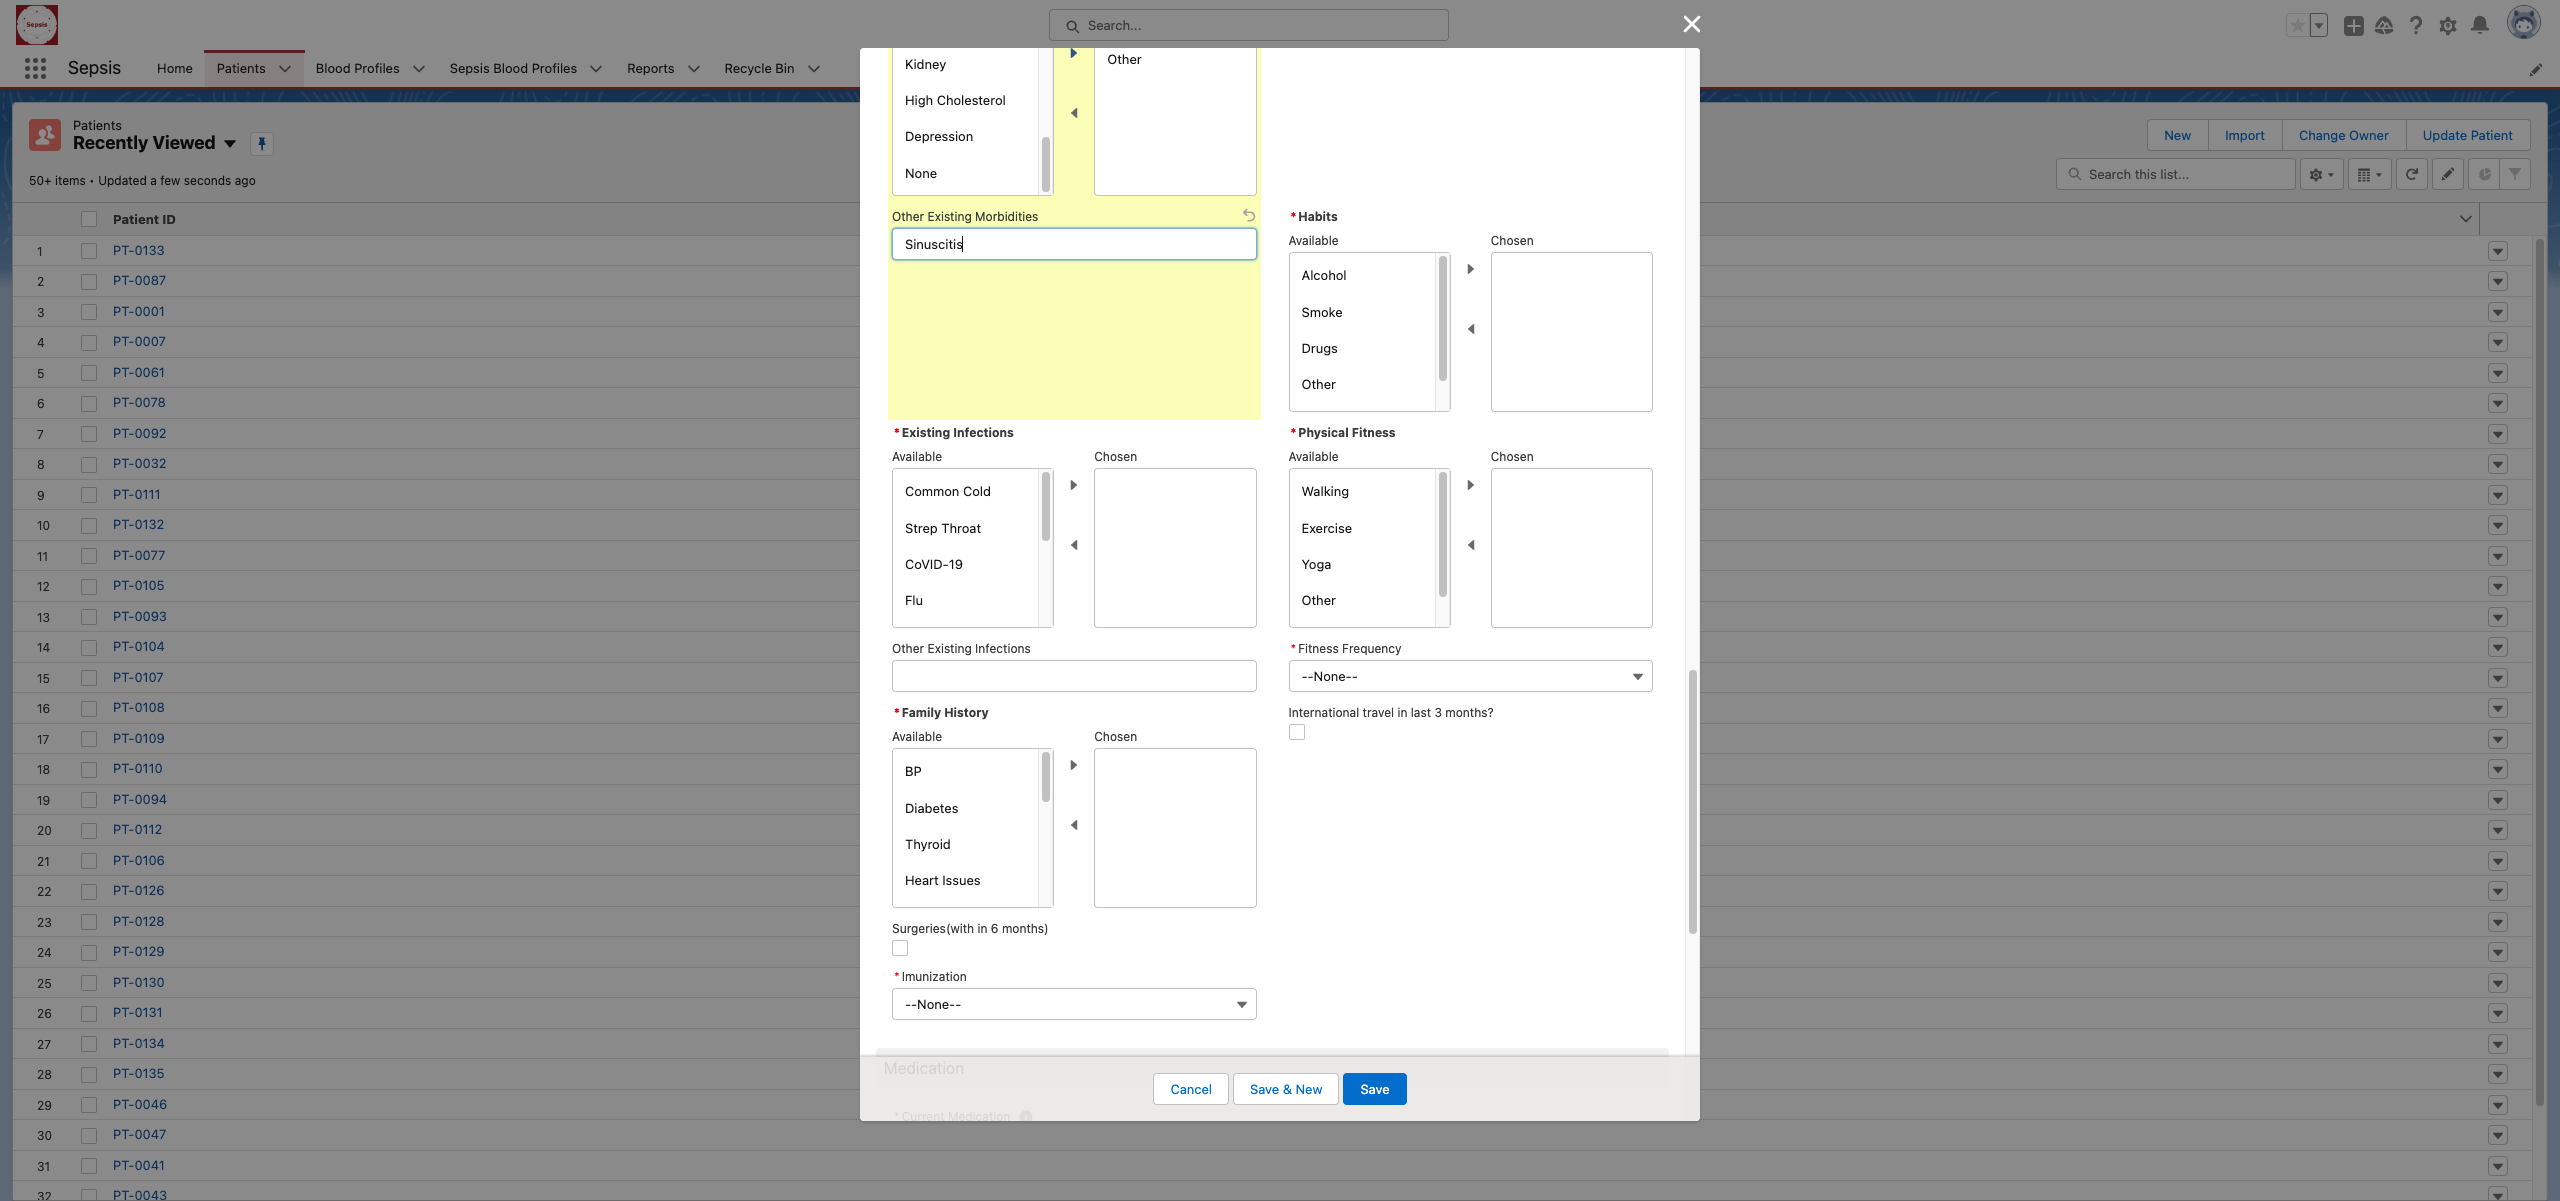 Sepsis
Search...
Sepsis
Home
Patients
Blood Profiles
Sepsis Blood Profiles
Reports
Recycle Bin
Patients
Recently Viewed
50+ items • Updated a few seconds ago
New
Import
Change Owner
Update Patient
Search this list...
Patient ID
1 PT-0133
2 PT-0087
3 PT-0001
4 PT-0007
5 PT-0061
6 PT-0078
7 PT-0092
8 PT-0032
9 PT-0111
10 PT-0132
11 PT-0077
12 PT-0105
13 PT-0093
14 PT-0104
15 PT-0107
16 PT-0108
17 PT-0109
18 PT-0110
19 PT-0094
20 PT-0112
21 PT-0106
22 PT-0126
23 PT-0128
24 PT-0129
25 PT-0130
26 PT-0131
27 PT-0134
28 PT-0135
29 PT-0046
30 PT-0047
31 PT-0041
32 PT-0043
Kidney
High Cholesterol
Depression
None
Other
Other Existing Morbidities
Sinuscitis
*Habits
Available
Chosen
Alcohol
Smoke
Drugs
Other
*Existing Infections
Available
Chosen
Common Cold
Strep Throat
CoVID-19
Flu
*Physical Fitness
Available
Chosen
Walking
Exercise
Yoga
Other
Other Existing Infections
*Fitness Frequency
--None--
*Family History
Available
Chosen
BP
Diabetes
Thyroid
Heart Issues
International travel in last 3 months?
Surgeries(with in 6 months)
*Imunization
--None--
Medication
*Current Medication
Cancel
Save & New
Save